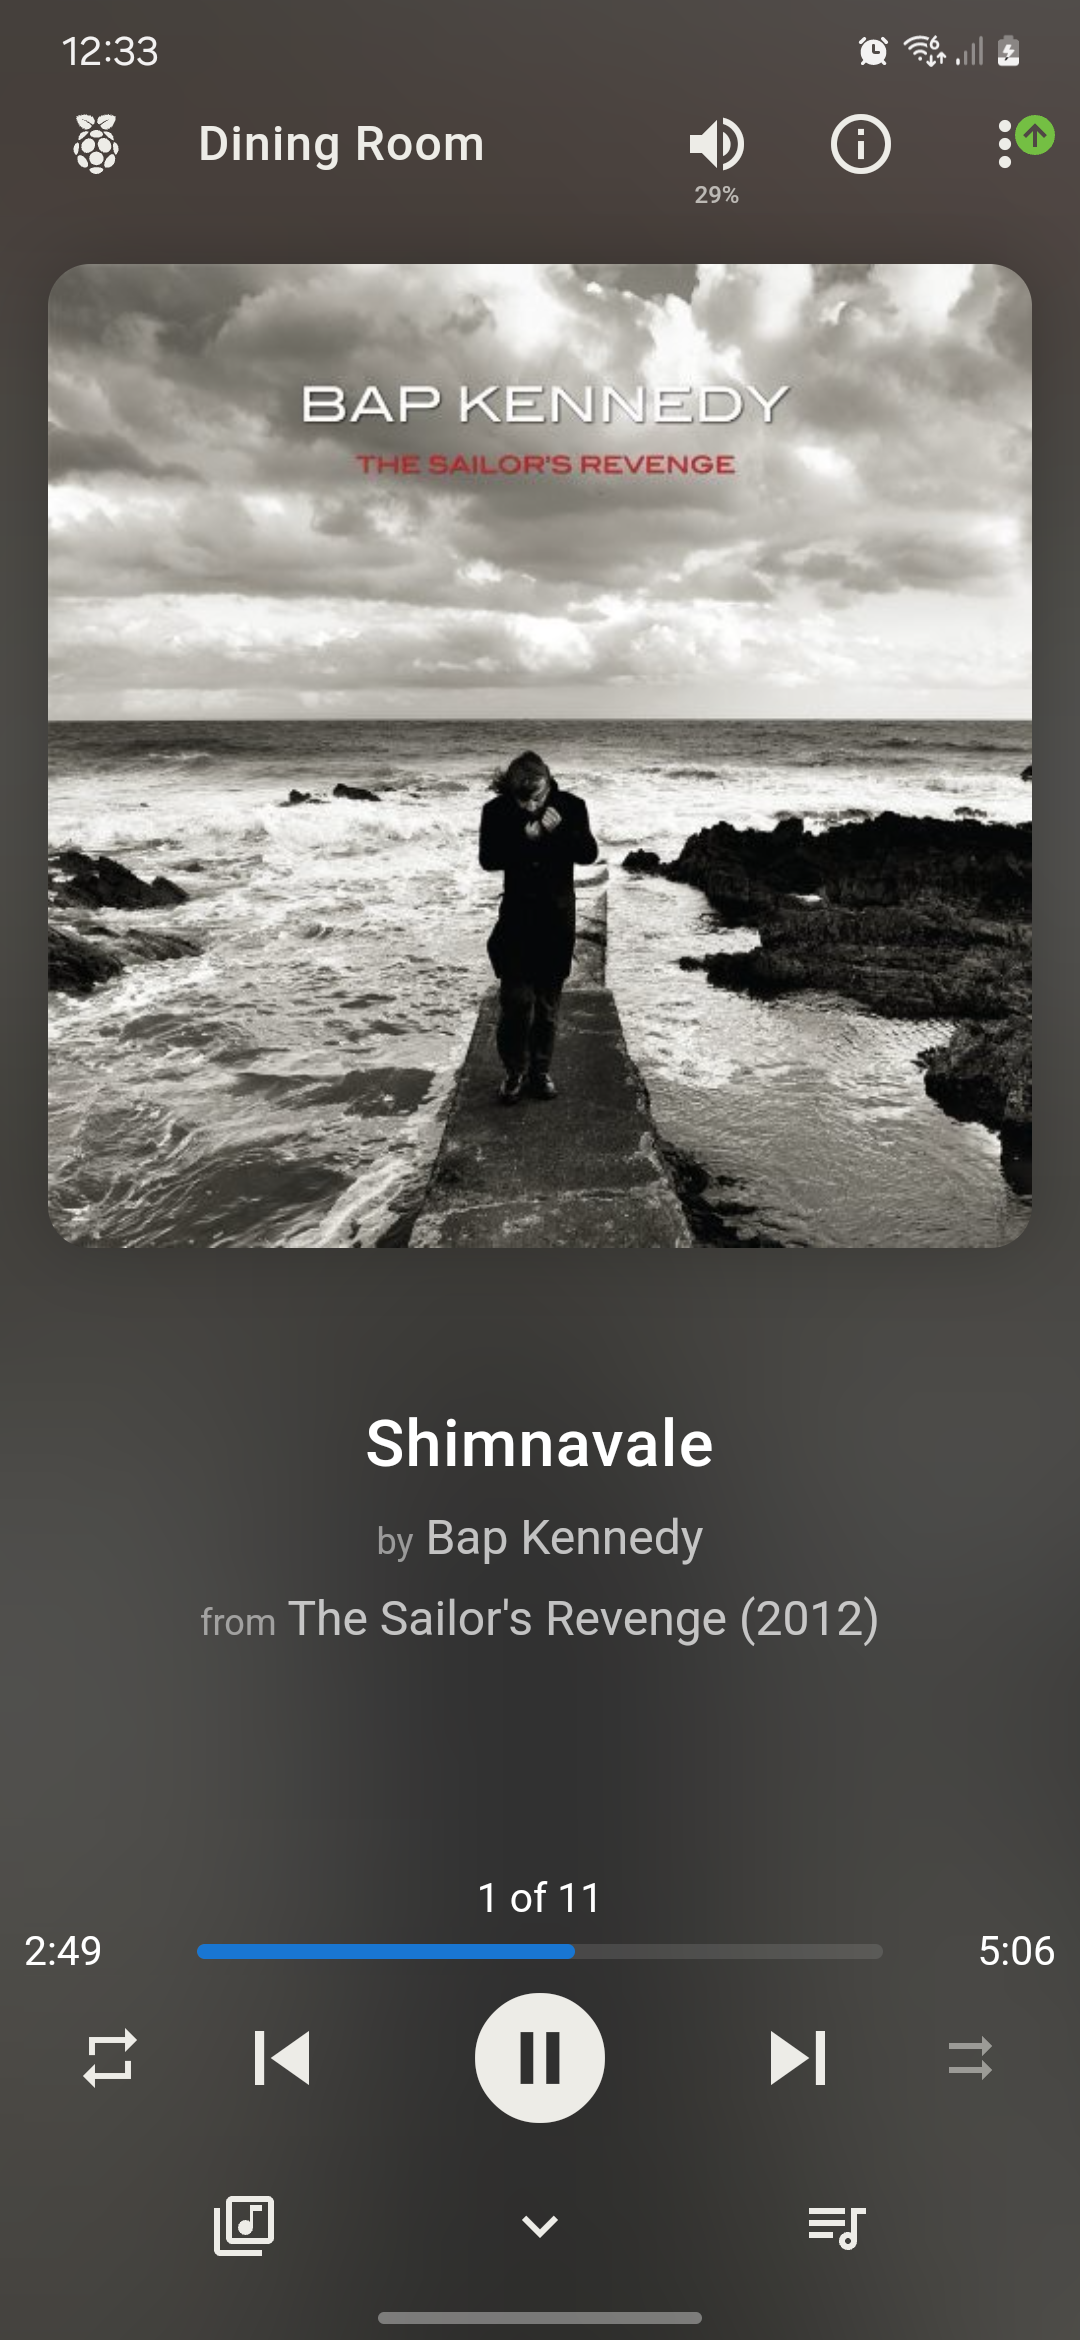 12:33
6
Dining Room
29%
BAP KENNEDY
THE SAILOR'S REVENGE
Shimnavale
by Bap Kennedy
from The Sailor's Revenge (2012)
1 of 11
2:49
5:06